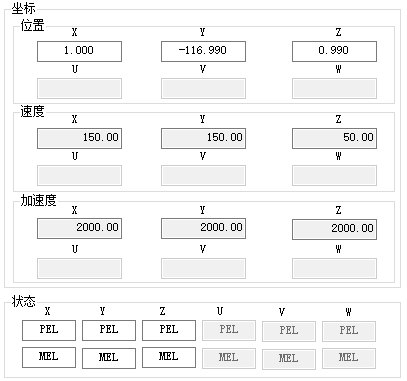 坐标
位置
X Y Z
1.000 -116.990 0.990
U V W
速度
X Y Z
150.00 150.00 50.00
U V W
加速度
X Y Z
2000.00 2000.00 2000.00
U V W
状态
X Y Z U V W
PEL PEL PEL PEL PEL PEL
MEL MEL MEL MEL MEL MEL